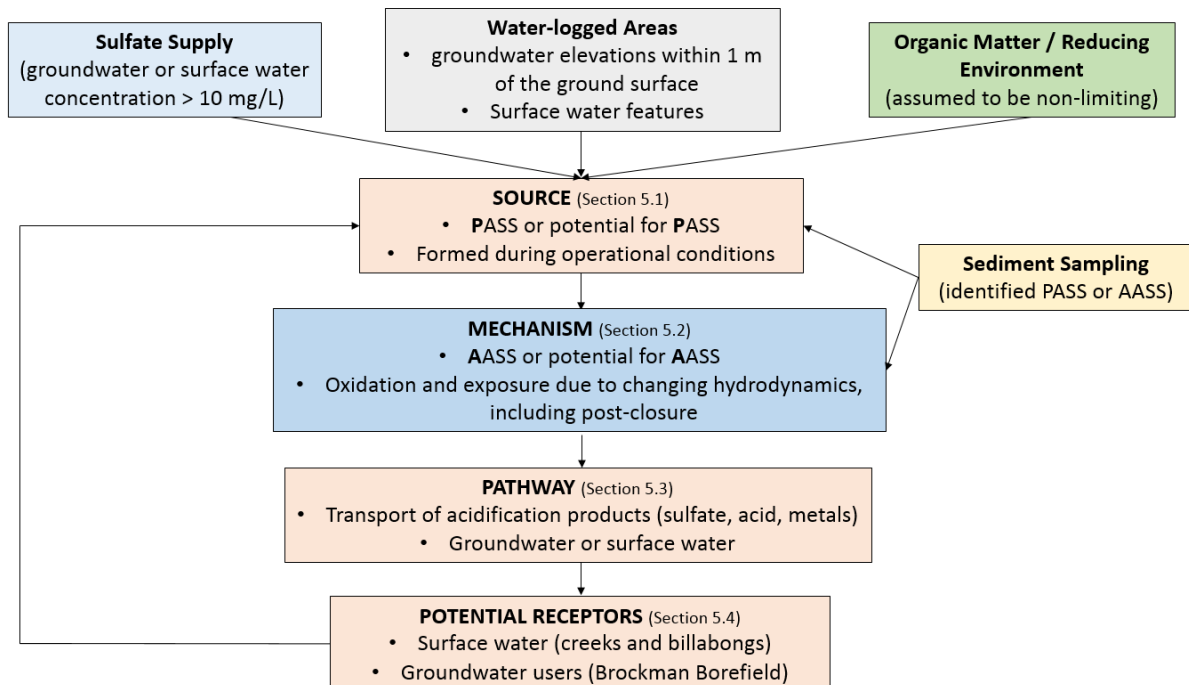 Sulfate Supply
(groundwater or surface water
concentration > 10 mg/L)
Water-logged Areas
• groundwater elevations within 1 m
of the ground surface
• Surface water features
Organic Matter / Reducing
Environment
(assumed to be non-limiting)
SOURCE (Section 5.1)
• PASS or potential for PASS
• Formed during operational conditions
Sediment Sampling
(identified PASS or AASS)
MECHANISM (Section 5.2)
• AASS or potential for AASS
• Oxidation and exposure due to changing hydrodynamics,
including post-closure
PATHWAY (Section 5.3)
• Transport of acidification products (sulfate, acid, metals)
• Groundwater or surface water
POTENTIAL RECEPTORS (Section 5.4)
• Surface water (creeks and billabongs)
• Groundwater users (Brockman Borefield)